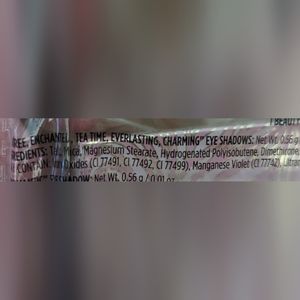 BEAUTY
REE, ENCHANTED, TEA TIME, EVERLASTING, CHARMING" EYE SHADOWS: Net Wt. 0.56 g
REDIENTS: Talc, Mica, Magnesium Stearate, Hydrogenated Polyisobutene, Dimethicone,
CONTAIN: Iron Oxides (CI 77491, CI 77492, CI 77499), Manganese Violet (CI 77742), Ultram
EYESHADOW: Net Wt. 0.56 g / 0.01 oz